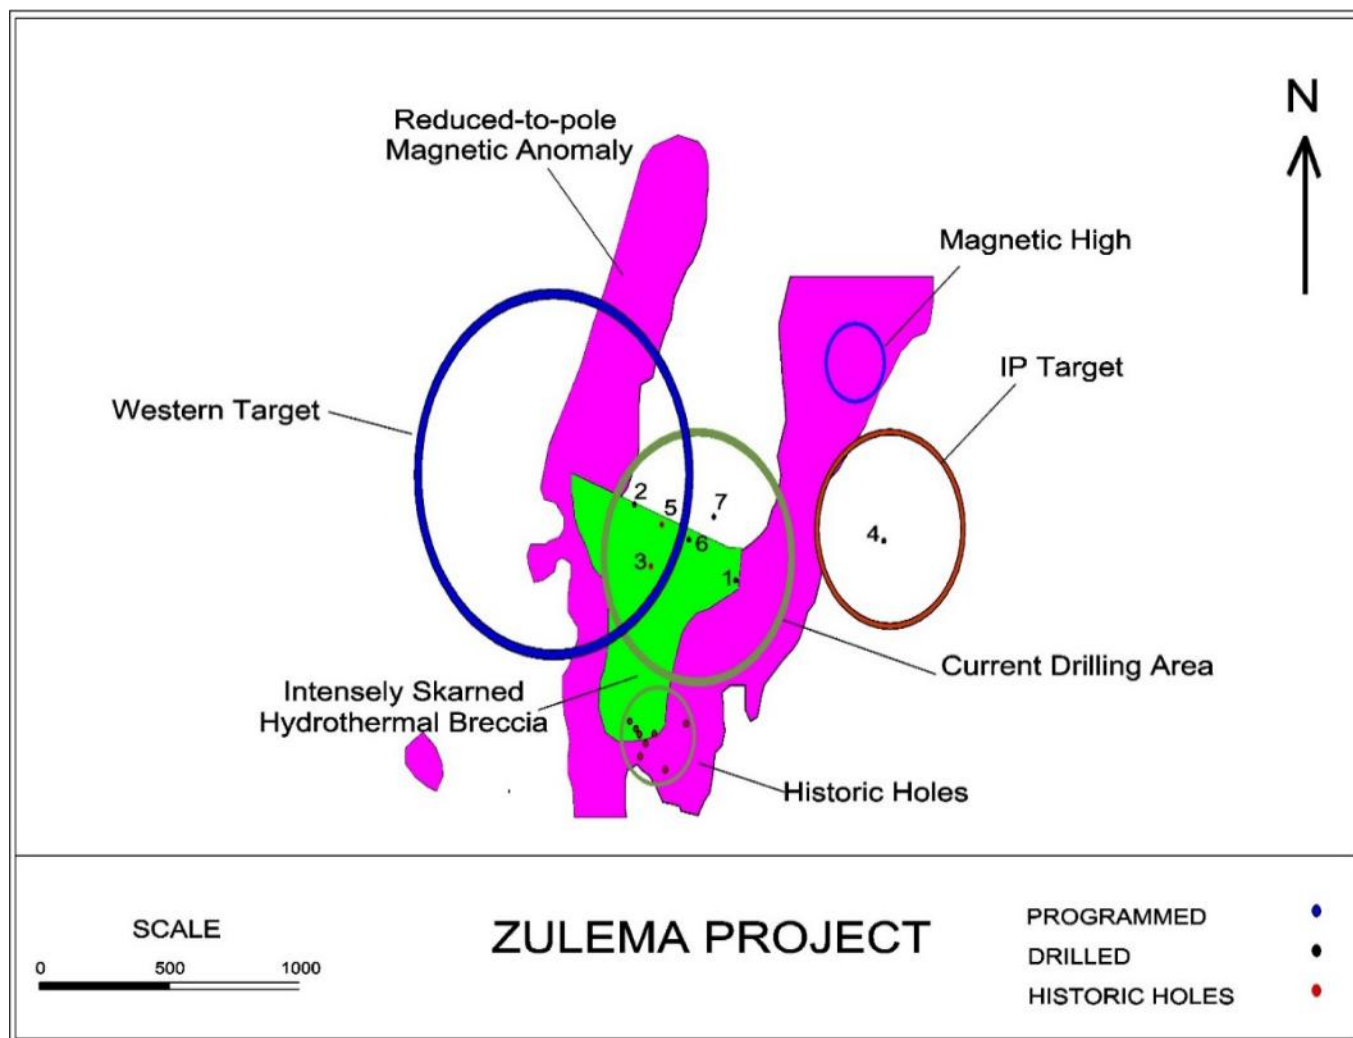 N
Reduced-to-pole
Magnetic Anomaly
Magnetic High
IP Target
Western Target
2
5
7
6
4
3
1
Current Drilling Area
Intensely Skarned
Hydrothermal Breccia
Historic Holes
SCALE
0 500 1000
ZULEMA PROJECT
PROGRAMMED
DRILLED
HISTORIC HOLES